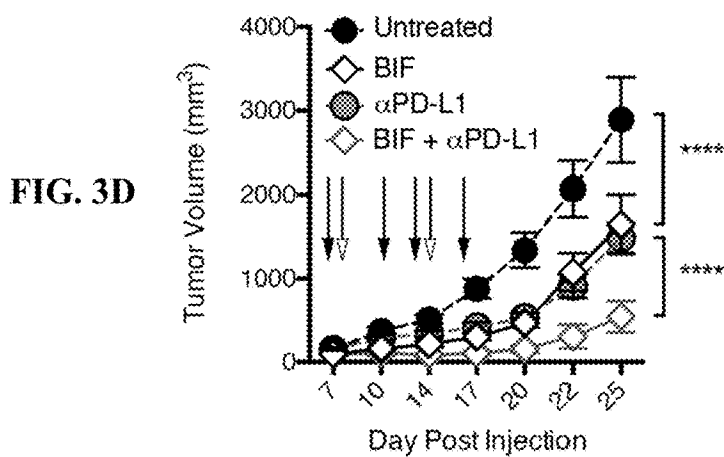 FIG. 3D
Tumor Volume (mm³)
4000
3000
2000
1000
0
Untreated
BIF
αPD-L1
BIF + αPD-L1
****
****
7
10
14
17
20
22
25
Day Post Injection